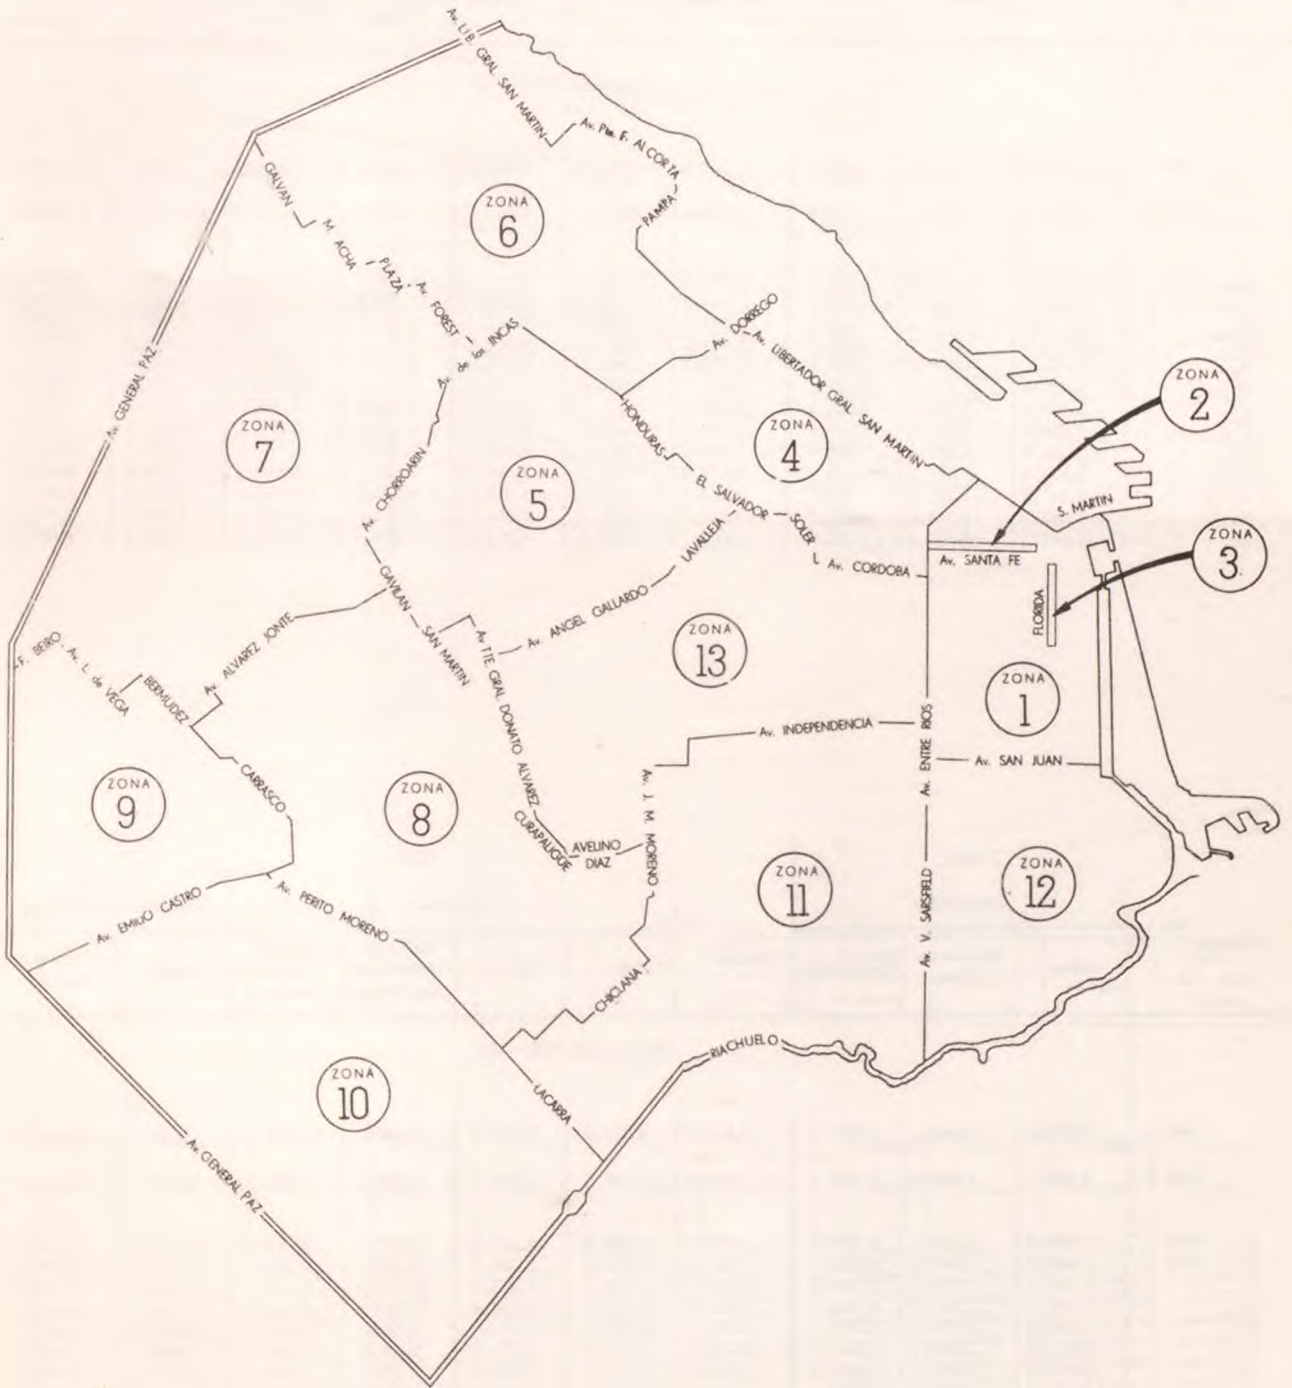 Av. LIB. GRAL. SAN MARTIN
Av. Pte. F. ALCORTA
PAMPA
GALVAN
M. ACHA
PLAZA
Av. FOREST
Av. de los INCAS
ZONA
6
Av. DORREGO
Av. LIBERTADOR GRAL SAN MARTIN
Av. GENERAL PAZ
ZONA
7
HONDURAS
ZONA
4
ZONA
2
Av. CHORROARIN
ZONA
5
EL SALVADOR
SOLER
S. MARTIN
LAVALLEJA
L Av. CORDOBA
Av. SANTA FE
ZONA
3
GAVILAN
SAN MARTIN
Av. ANGEL GALLARDO
FLORIDA
F. BEIRO
Av. L. de VEGA
BERMUDEZ
Av. ALVAREZ JONTE
Av TTE. GRAL DONATO ALVAREZ
ZONA
13
ZONA
1
Av. INDEPENDENCIA
Av. ENTRE RIOS
Av. SAN JUAN
ZONA
9
CARRASCO
ZONA
8
CURAPALIGUE
AVELINO
DIAZ
Av. J. M. MORENO
ZONA
11
Av. V. SARSFIELD
ZONA
12
Av. EMILIO CASTRO
Av. PERITO MORENO
CHICLANA
RIACHUELO
ZONA
10
LACARRA
Av. GENERAL PAZ